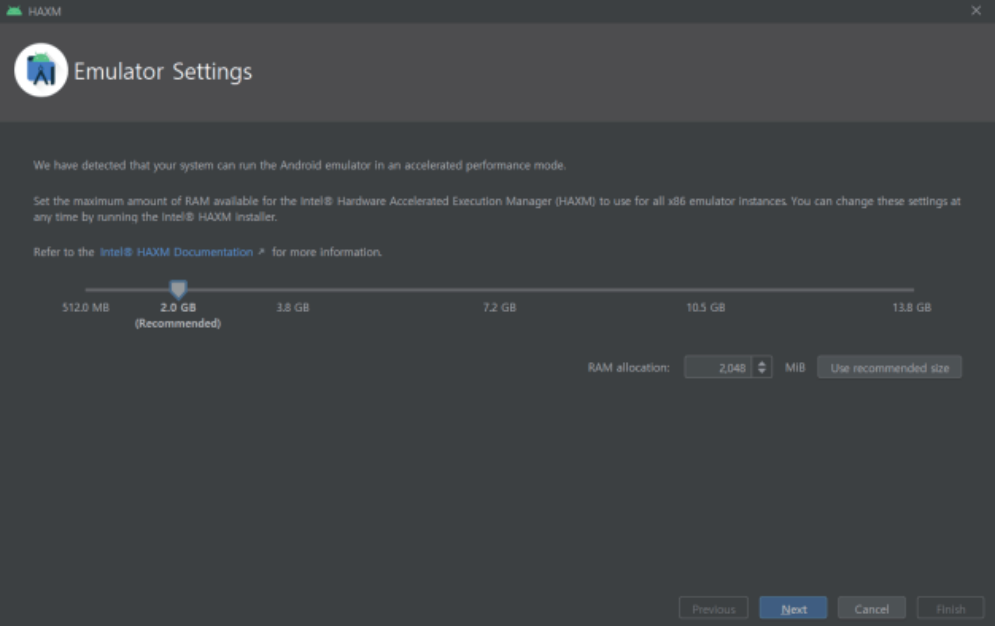 HAXM
Emulator Settings
We have detected that your system can run the Android emulator in an accelerated performance mode.
Set the maximum amount of RAM available for the Intel® Hardware Accelerated Execution Manager (HAXM) to use for all x86 emulator instances. You can change these settings at
any time by running the Intel® HAXM installer.
Refer to the Intel® HAXM Documentation ↗ for more information.
512.0 MB 2.0 GB 3.8 GB 7.2 GB 10.5 GB 13.8 GB
(Recommended)
RAM allocation: 2,048 MiB Use recommended size
Previous Next Cancel Finish